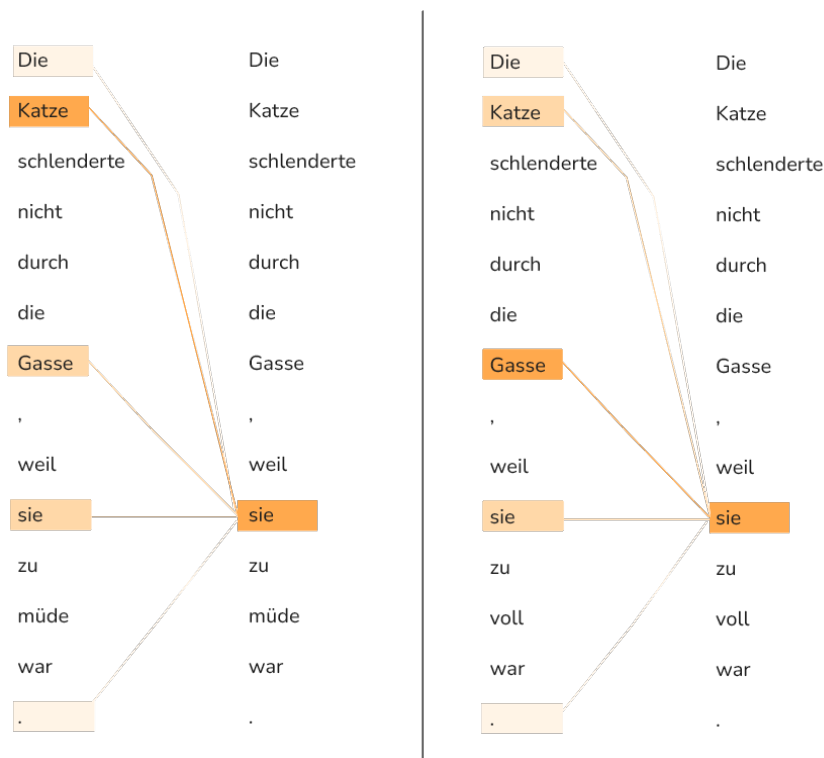 Die
Katze
schlenderte
nicht
durch
die
Gasse
,
weil
sie
zu
müde
war
.
Die
Katze
schlenderte
nicht
durch
die
Gasse
,
weil
sie
zu
müde
war
.
Die
Katze
schlenderte
nicht
durch
die
Gasse
,
weil
sie
zu
voll
war
.
Die
Katze
schlenderte
nicht
durch
die
Gasse
,
weil
sie
zu
voll
war
.